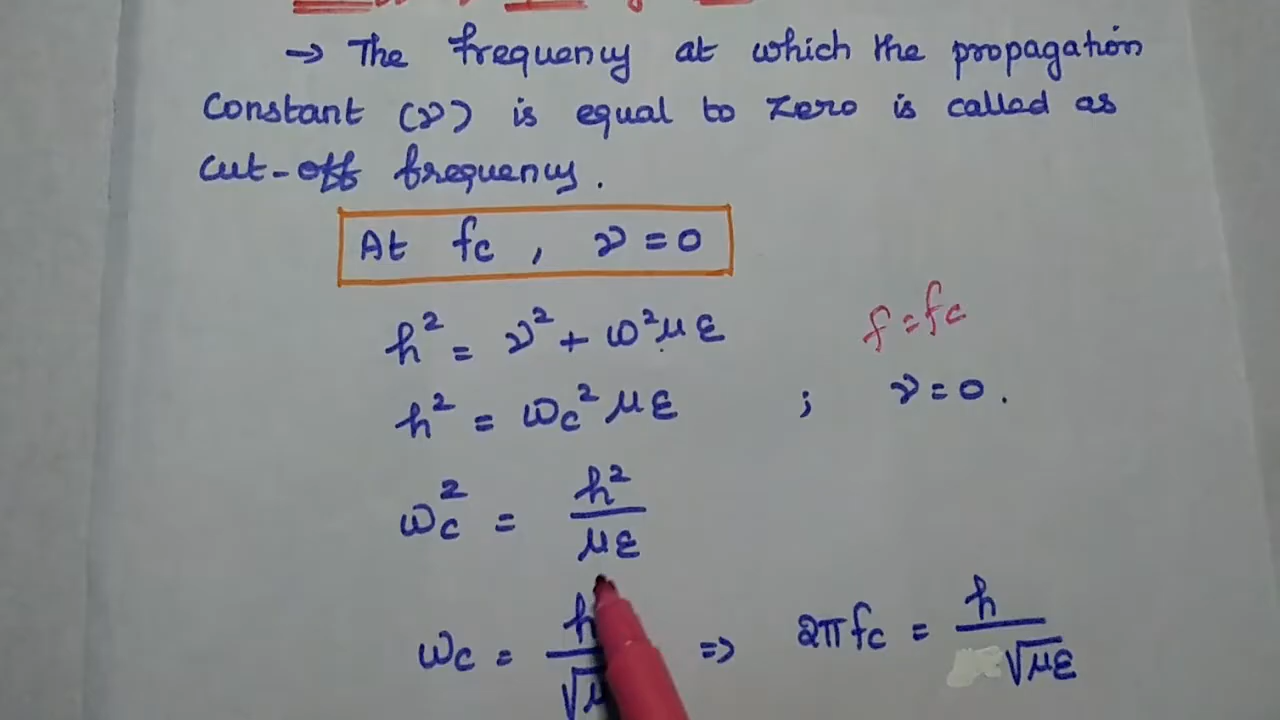 → The frequency at which the propagation
Constant (ν) is equal to zero is called as
cut-off frequency.
At fc , ν = 0
h² = ν² + ω²με f = fc
h² = ωc² με ; ν = 0 .
ωc² = h² / με
ωc = h / √μ ⇒ 2πfc = h / √με